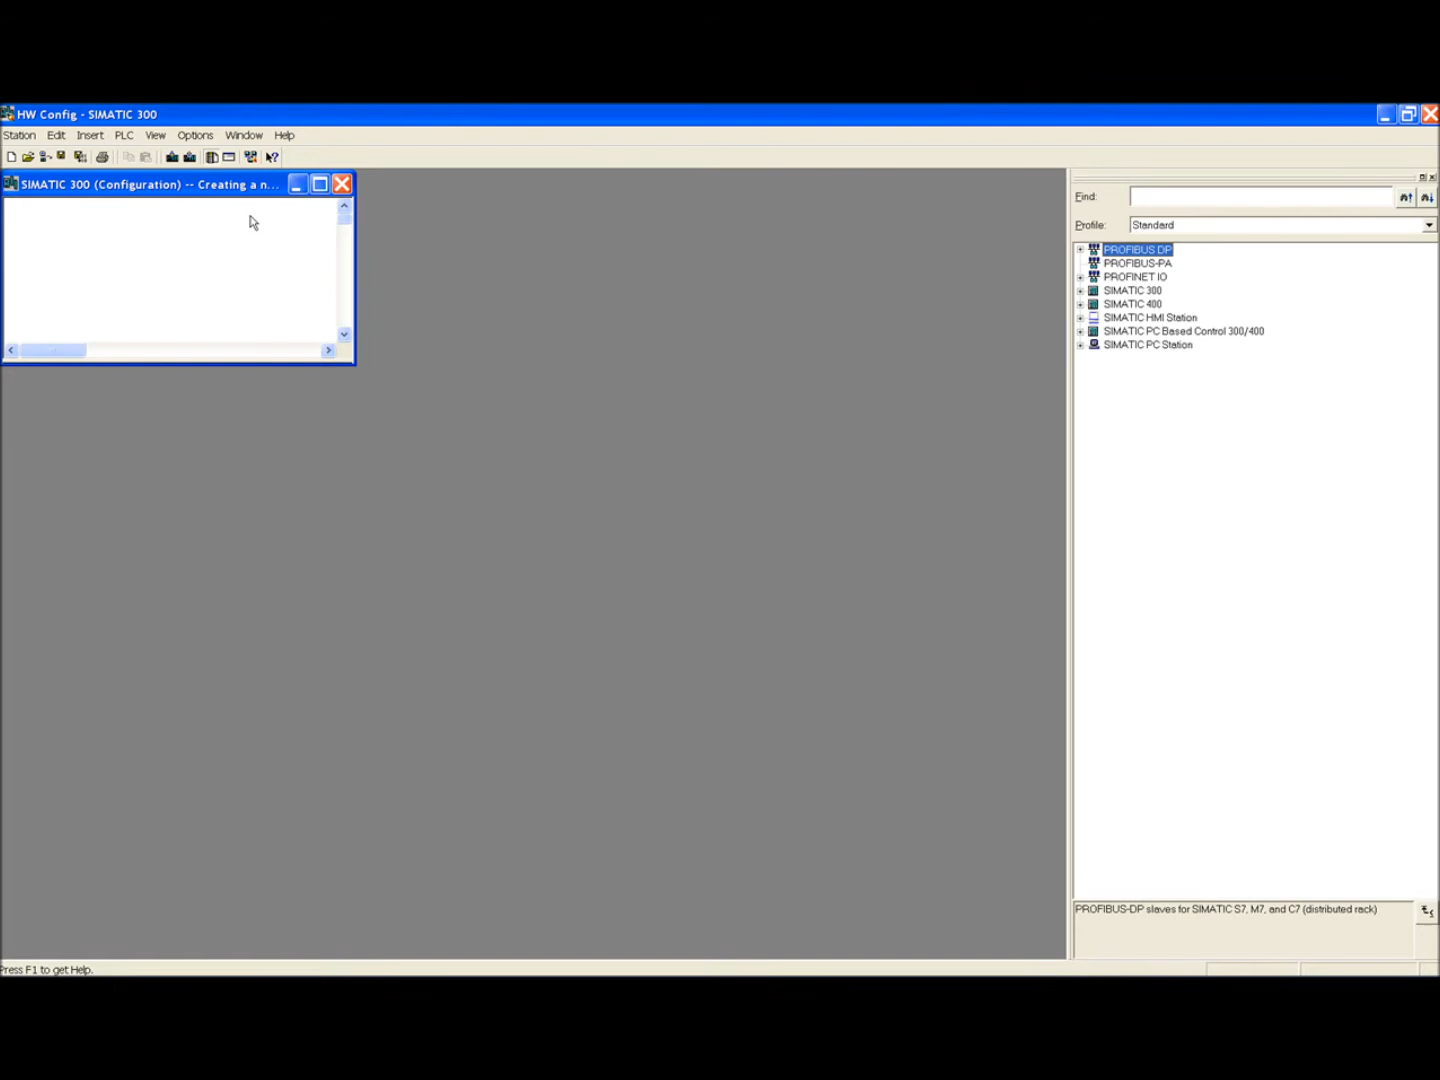 HW Config - SIMATIC 300
Station Edit Insert PLC View Options Window Help
SIMATIC 300 (Configuration) -- Creating a n...
Find:
Profile: Standard
PROFIBUS DP
PROFIBUS-PA
PROFINET IO
SIMATIC 300
SIMATIC 400
SIMATIC HMI Station
SIMATIC PC Based Control 300/400
SIMATIC PC Station
PROFIBUS-DP slaves for SIMATIC S7, M7, and C7 (distributed rack)
Press F1 to get Help.